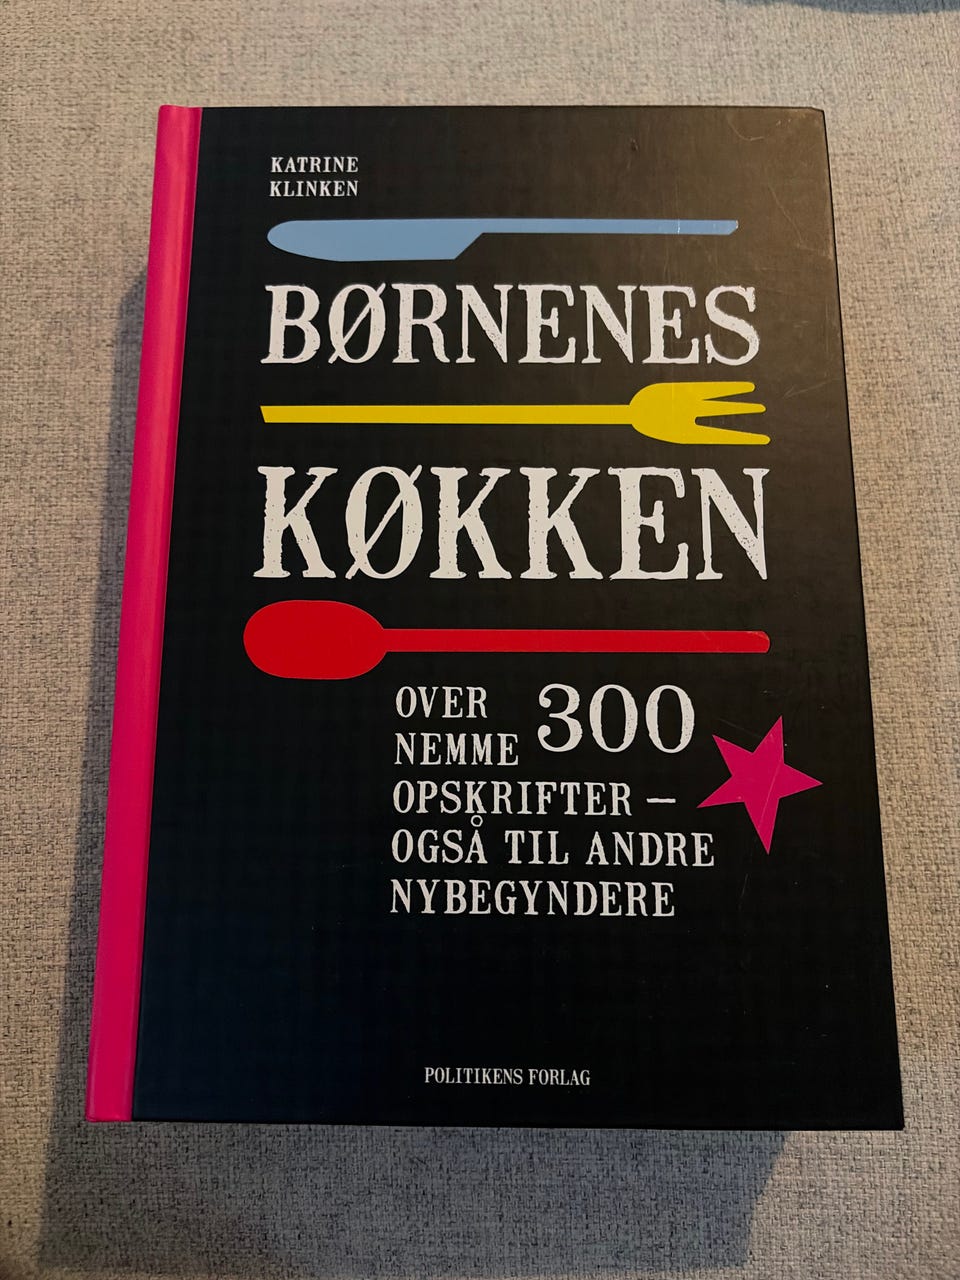 KATRINE
KLINKEN
BØRNENES
KØKKEN
OVER 300
NEMME
OPSKRIFTER —
OGSÅ TIL ANDRE
NYBEGYNDERE
POLITIKENS FORLAG